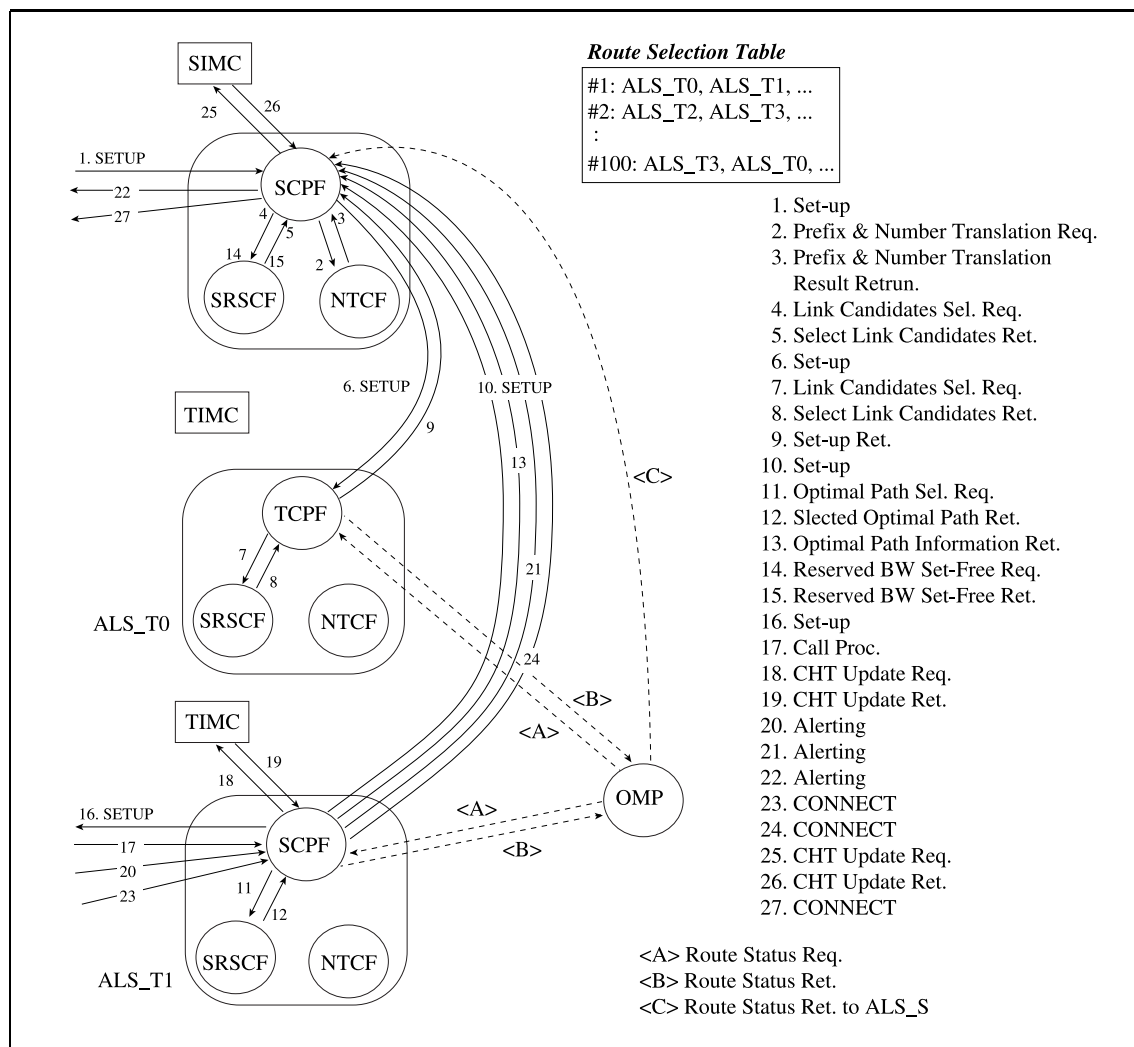 SIMC
25
26
1. SETUP
22
27
SCPF
4
5
3
14
15
2
SRSCF
NTCF
TIMC
6. SETUP
9
10. SETUP
13
21
24
<C>
TCPF
7
8
SRSCF
NTCF
ALS_T0
<B>
<A>
TIMC
19
18
OMP
<A>
<B>
16. SETUP
17
20
23
SCPF
11
12
SRSCF
NTCF
ALS_T1
Route Selection Table
#1: ALS_T0, ALS_T1, ...
#2: ALS_T2, ALS_T3, ...
:
#100: ALS_T3, ALS_T0, ...
1. Set-up
2. Prefix & Number Translation Req.
3. Prefix & Number Translation
Result Retrun.
4. Link Candidates Sel. Req.
5. Select Link Candidates Ret.
6. Set-up
7. Link Candidates Sel. Req.
8. Select Link Candidates Ret.
9. Set-up Ret.
10. Set-up
11. Optimal Path Sel. Req.
12. Slected Optimal Path Ret.
13. Optimal Path Information Ret.
14. Reserved BW Set-Free Req.
15. Reserved BW Set-Free Ret.
16. Set-up
17. Call Proc.
18. CHT Update Req.
19. CHT Update Ret.
20. Alerting
21. Alerting
22. Alerting
23. CONNECT
24. CONNECT
25. CHT Update Req.
26. CHT Update Ret.
27. CONNECT
<A> Route Status Req.
<B> Route Status Ret.
<C> Route Status Ret. to ALS_S